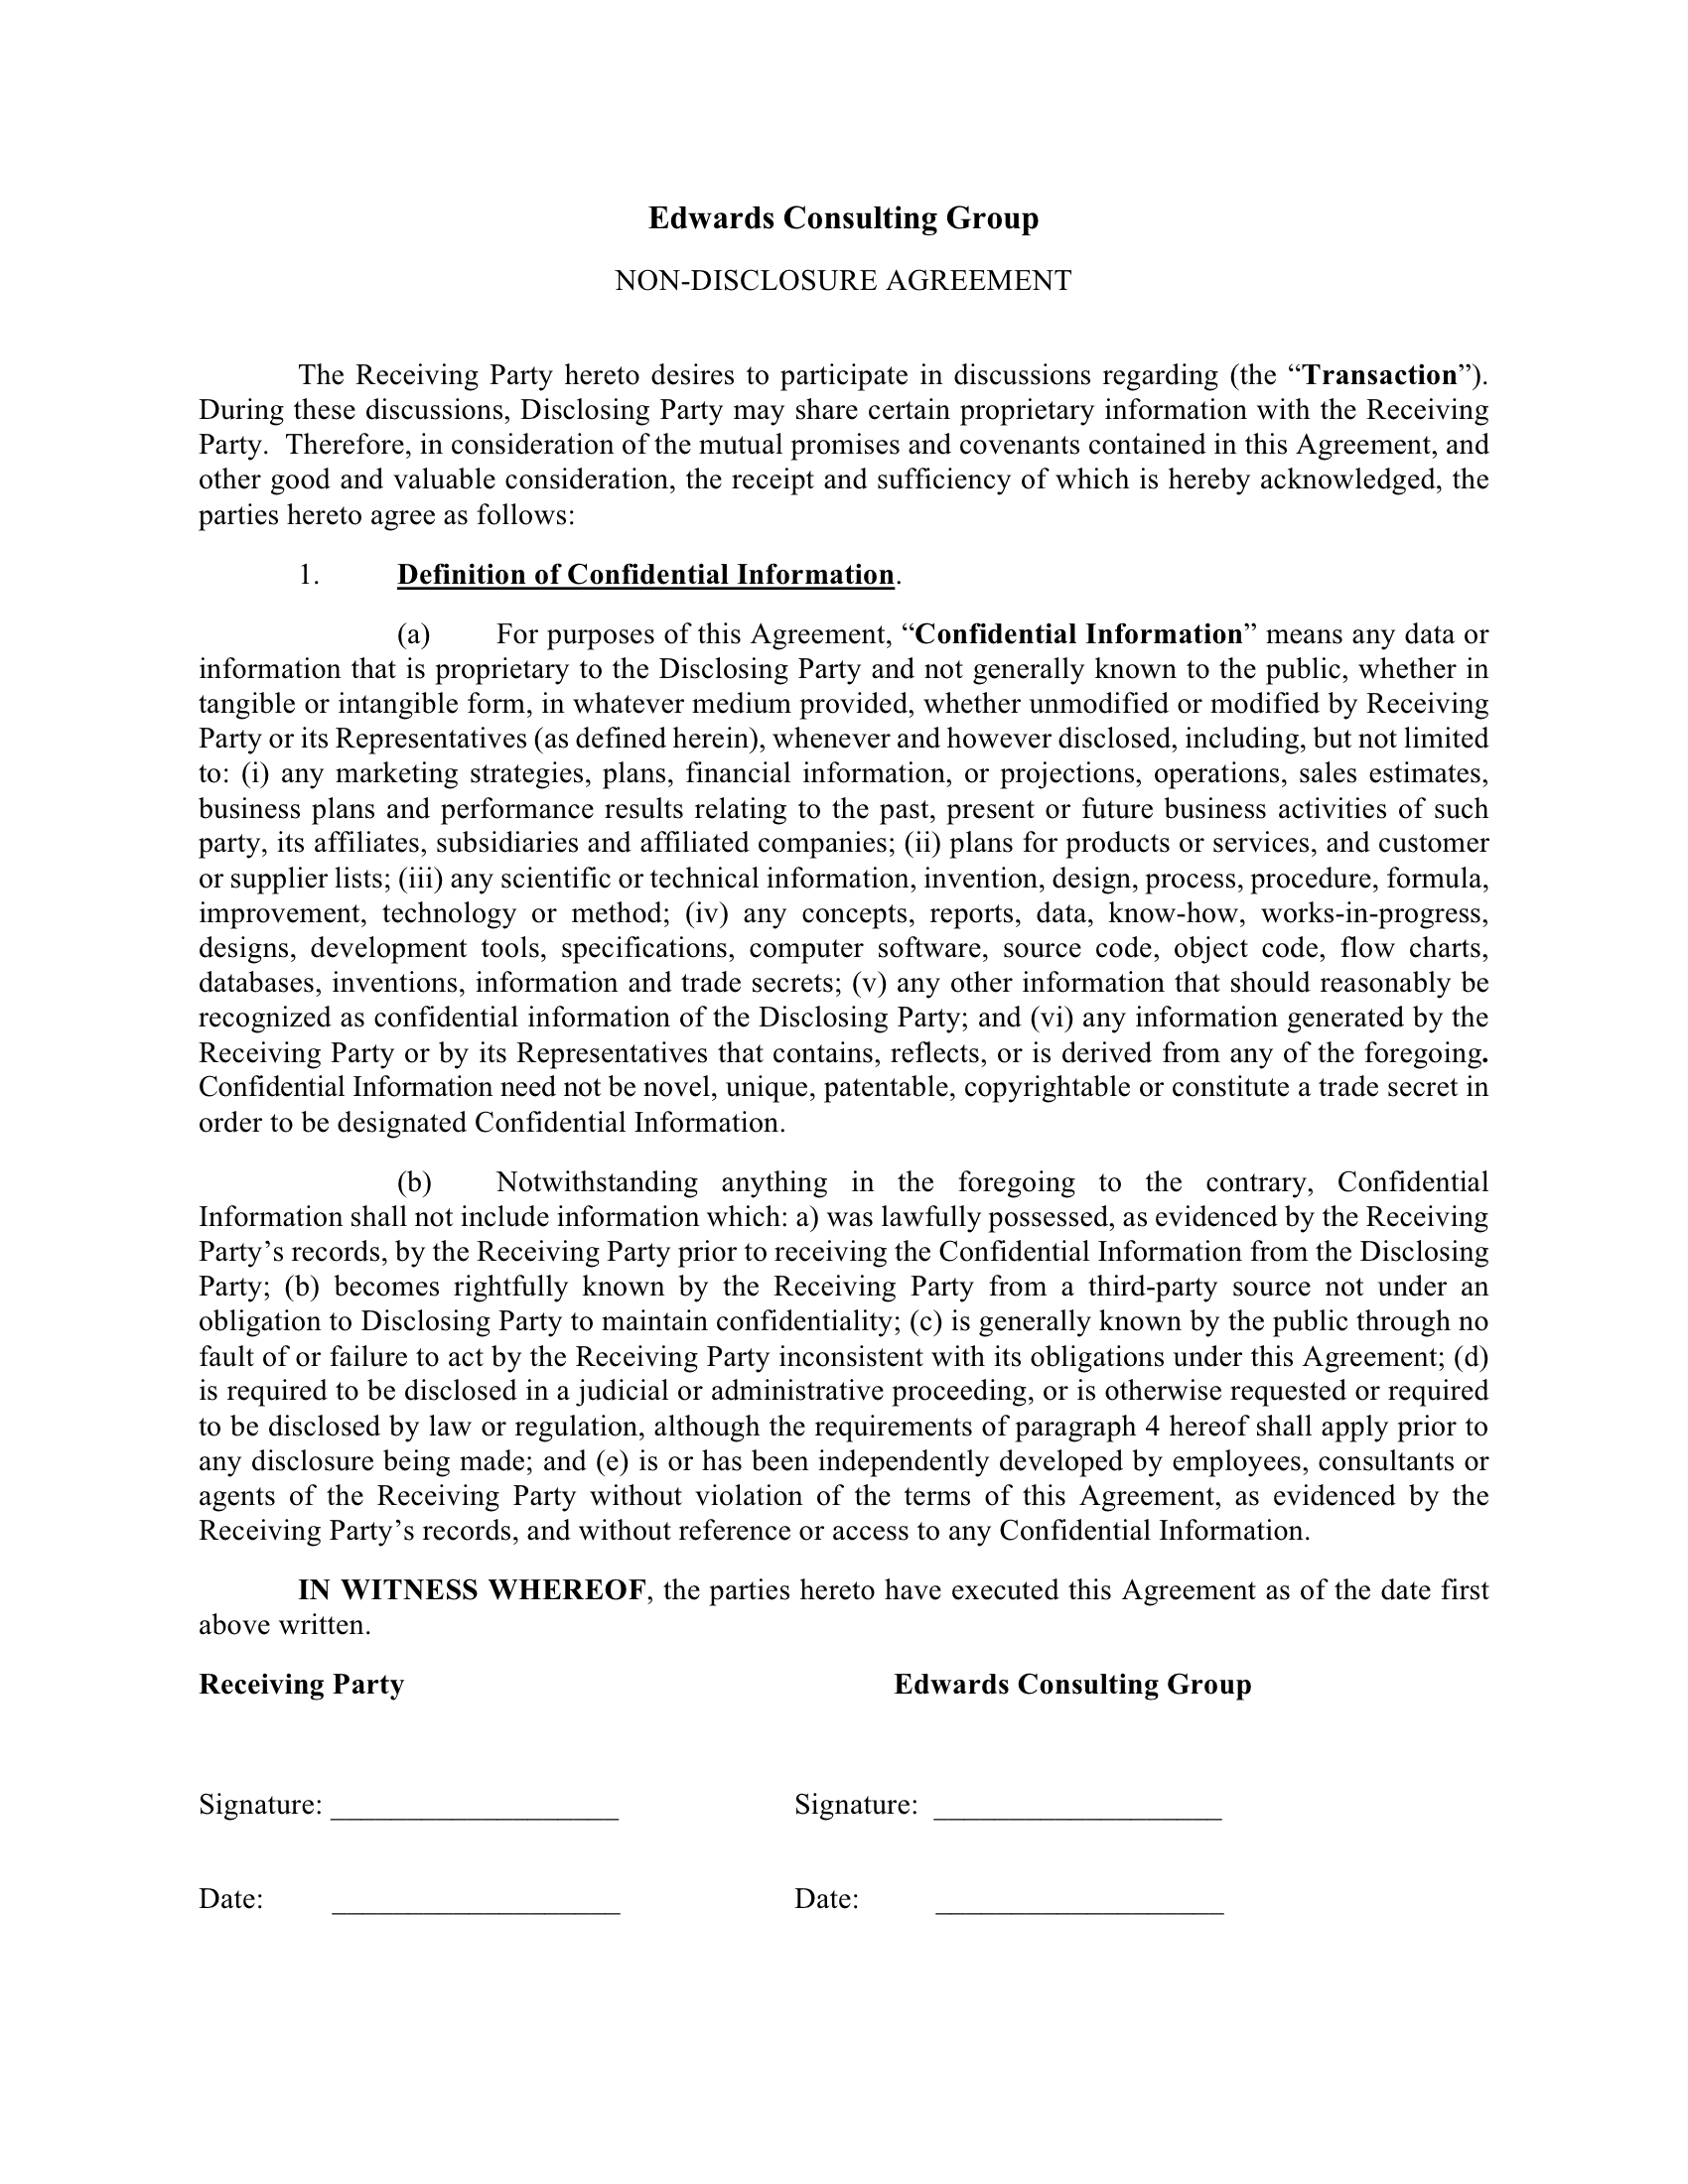 Edwards Consulting Group
NON-DISCLOSURE AGREEMENT
The Receiving Party hereto desires to participate in discussions regarding (the “Transaction”).
During these discussions, Disclosing Party may share certain proprietary information with the Receiving
Party.  Therefore, in consideration of the mutual promises and covenants contained in this Agreement, and
other good and valuable consideration, the receipt and sufficiency of which is hereby acknowledged, the
parties hereto agree as follows:
1. Definition of Confidential Information.
(a) For purposes of this Agreement, “Confidential Information” means any data or
information that is proprietary to the Disclosing Party and not generally known to the public, whether in
tangible or intangible form, in whatever medium provided, whether unmodified or modified by Receiving
Party or its Representatives (as defined herein), whenever and however disclosed, including, but not limited
to: (i) any marketing strategies, plans, financial information, or projections, operations, sales estimates,
business plans and performance results relating to the past, present or future business activities of such
party, its affiliates, subsidiaries and affiliated companies; (ii) plans for products or services, and customer
or supplier lists; (iii) any scientific or technical information, invention, design, process, procedure, formula,
improvement, technology or method; (iv) any concepts, reports, data, know-how, works-in-progress,
designs, development tools, specifications, computer software, source code, object code, flow charts,
databases, inventions, information and trade secrets; (v) any other information that should reasonably be
recognized as confidential information of the Disclosing Party; and (vi) any information generated by the
Receiving Party or by its Representatives that contains, reflects, or is derived from any of the foregoing.
Confidential Information need not be novel, unique, patentable, copyrightable or constitute a trade secret in
order to be designated Confidential Information.
(b) Notwithstanding anything in the foregoing to the contrary, Confidential
Information shall not include information which: a) was lawfully possessed, as evidenced by the Receiving
Party’s records, by the Receiving Party prior to receiving the Confidential Information from the Disclosing
Party; (b) becomes rightfully known by the Receiving Party from a third-party source not under an
obligation to Disclosing Party to maintain confidentiality; (c) is generally known by the public through no
fault of or failure to act by the Receiving Party inconsistent with its obligations under this Agreement; (d)
is required to be disclosed in a judicial or administrative proceeding, or is otherwise requested or required
to be disclosed by law or regulation, although the requirements of paragraph 4 hereof shall apply prior to
any disclosure being made; and (e) is or has been independently developed by employees, consultants or
agents of the Receiving Party without violation of the terms of this Agreement, as evidenced by the
Receiving Party’s records, and without reference or access to any Confidential Information.
IN WITNESS WHEREOF, the parties hereto have executed this Agreement as of the date first
above written.
Receiving Party Edwards Consulting Group
Signature: ___________________ Signature: ___________________
Date: ___________________ Date: ___________________